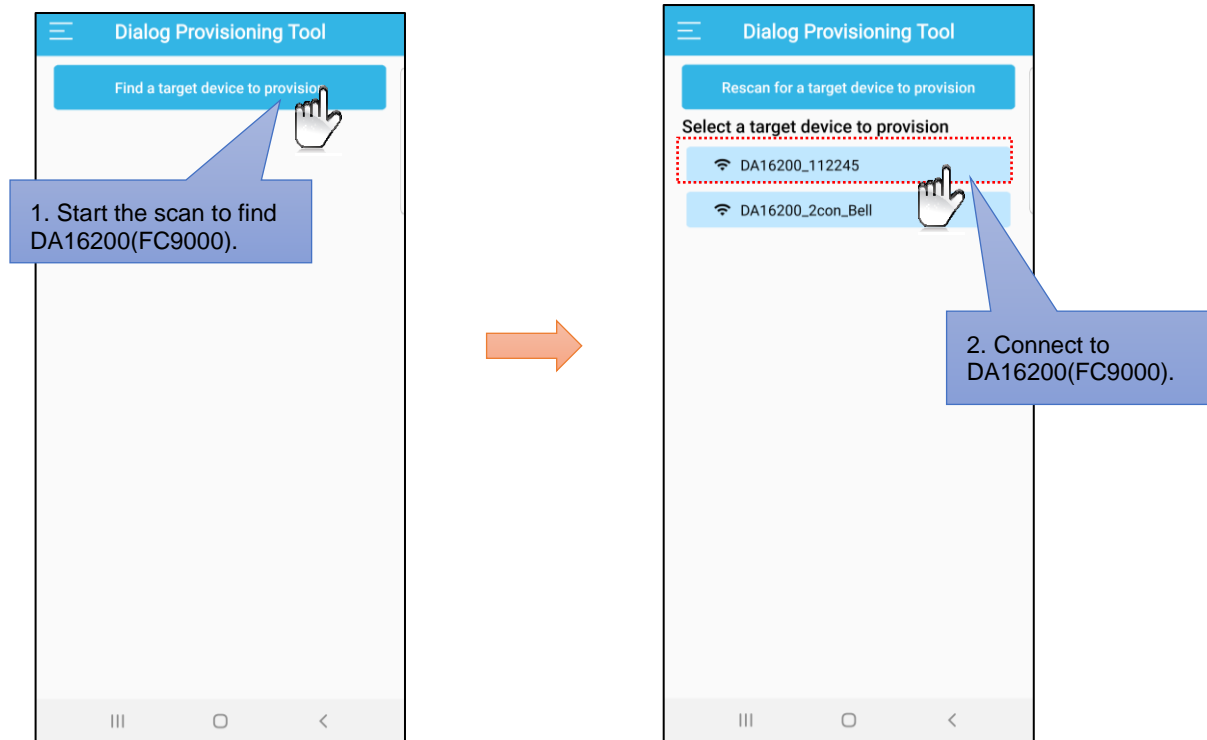 Dialog Provisioning Tool
Find a target device to provision
1. Start the scan to find
DA16200(FC9000).
Dialog Provisioning Tool
Rescan for a target device to provision
Select a target device to provision
DA16200_112245
DA16200_2con_Bell
2. Connect to
DA16200(FC9000).